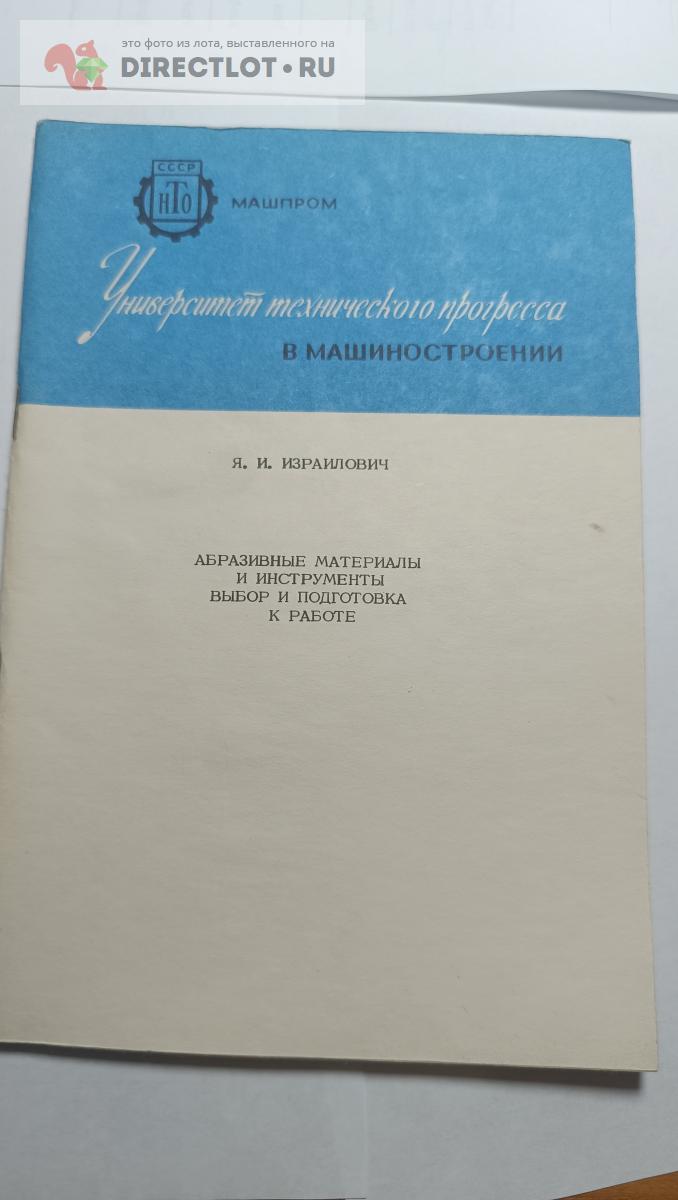 это фото из лота, выставленного на
DIRECTLOT•RU
СССР
НТО
МАШПРОМ
Университет технического прогресса
В МАШИНОСТРОЕНИИ
Я. И. ИЗРАИЛОВИЧ
АБРАЗИВНЫЕ МАТЕРИАЛЫ
И ИНСТРУМЕНТЫ
ВЫБОР И ПОДГОТОВКА
К РАБОТЕ